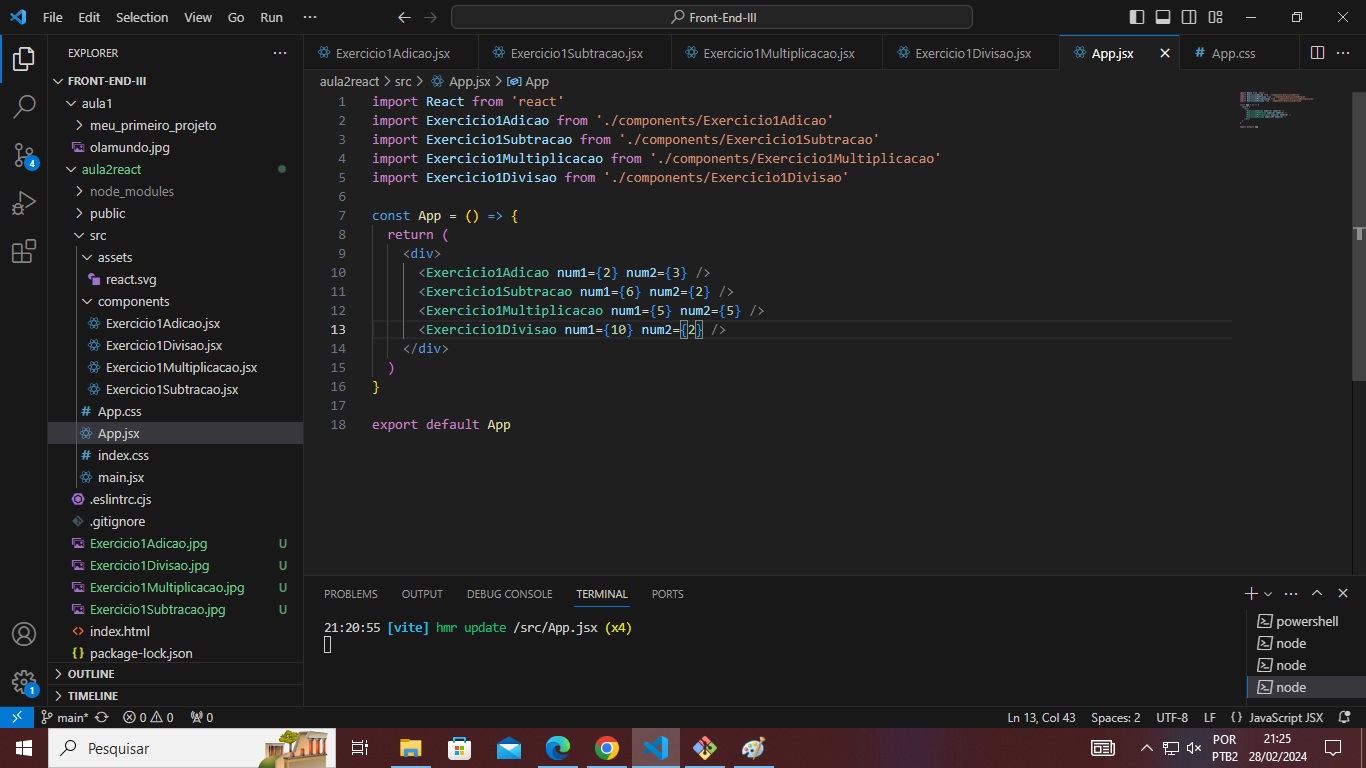 File Edit Selection View Go Run ···
Front-End-III
EXPLORER
FRONT-END-III
aula1
meu_primeiro_projeto
olamundo.jpg
aula2react
node_modules
public
src
assets
react.svg
components
Exercicio1Adicao.jsx
Exercicio1Divisao.jsx
Exercicio1Multiplicacao.jsx
Exercicio1Subtracao.jsx
App.css
App.jsx
index.css
main.jsx
.eslintrc.cjs
.gitignore
Exercicio1Adicao.jpg U
Exercicio1Divisao.jpg U
Exercicio1Multiplicacao.jpg U
Exercicio1Subtracao.jpg U
index.html
package-lock.json
OUTLINE
TIMELINE
4
1
Exercicio1Adicao.jsx Exercicio1Subtracao.jsx Exercicio1Multiplicacao.jsx Exercicio1Divisao.jsx App.jsx App.css
aula2react > src > App.jsx > App
1 import React from 'react'
2 import Exercicio1Adicao from './components/Exercicio1Adicao'
3 import Exercicio1Subtracao from './components/Exercicio1Subtracao'
4 import Exercicio1Multiplicacao from './components/Exercicio1Multiplicacao'
5 import Exercicio1Divisao from './components/Exercicio1Divisao'
6
7 const App = () => {
8 return (
9 <div>
10 <Exercicio1Adicao num1={2} num2={3} />
11 <Exercicio1Subtracao num1={6} num2={2} />
12 <Exercicio1Multiplicacao num1={5} num2={5} />
13 <Exercicio1Divisao num1={10} num2={2} />
14 </div>
15 )
16 }
17
18 export default App
PROBLEMS OUTPUT DEBUG CONSOLE TERMINAL PORTS
21:20:55 [vite] hmr update /src/App.jsx (x4)
powershell
node
node
node
main* 0 0 0 Ln 13, Col 43 Spaces: 2 UTF-8 LF {} JavaScript JSX
Pesquisar
POR
PTB2
21:25
28/02/2024